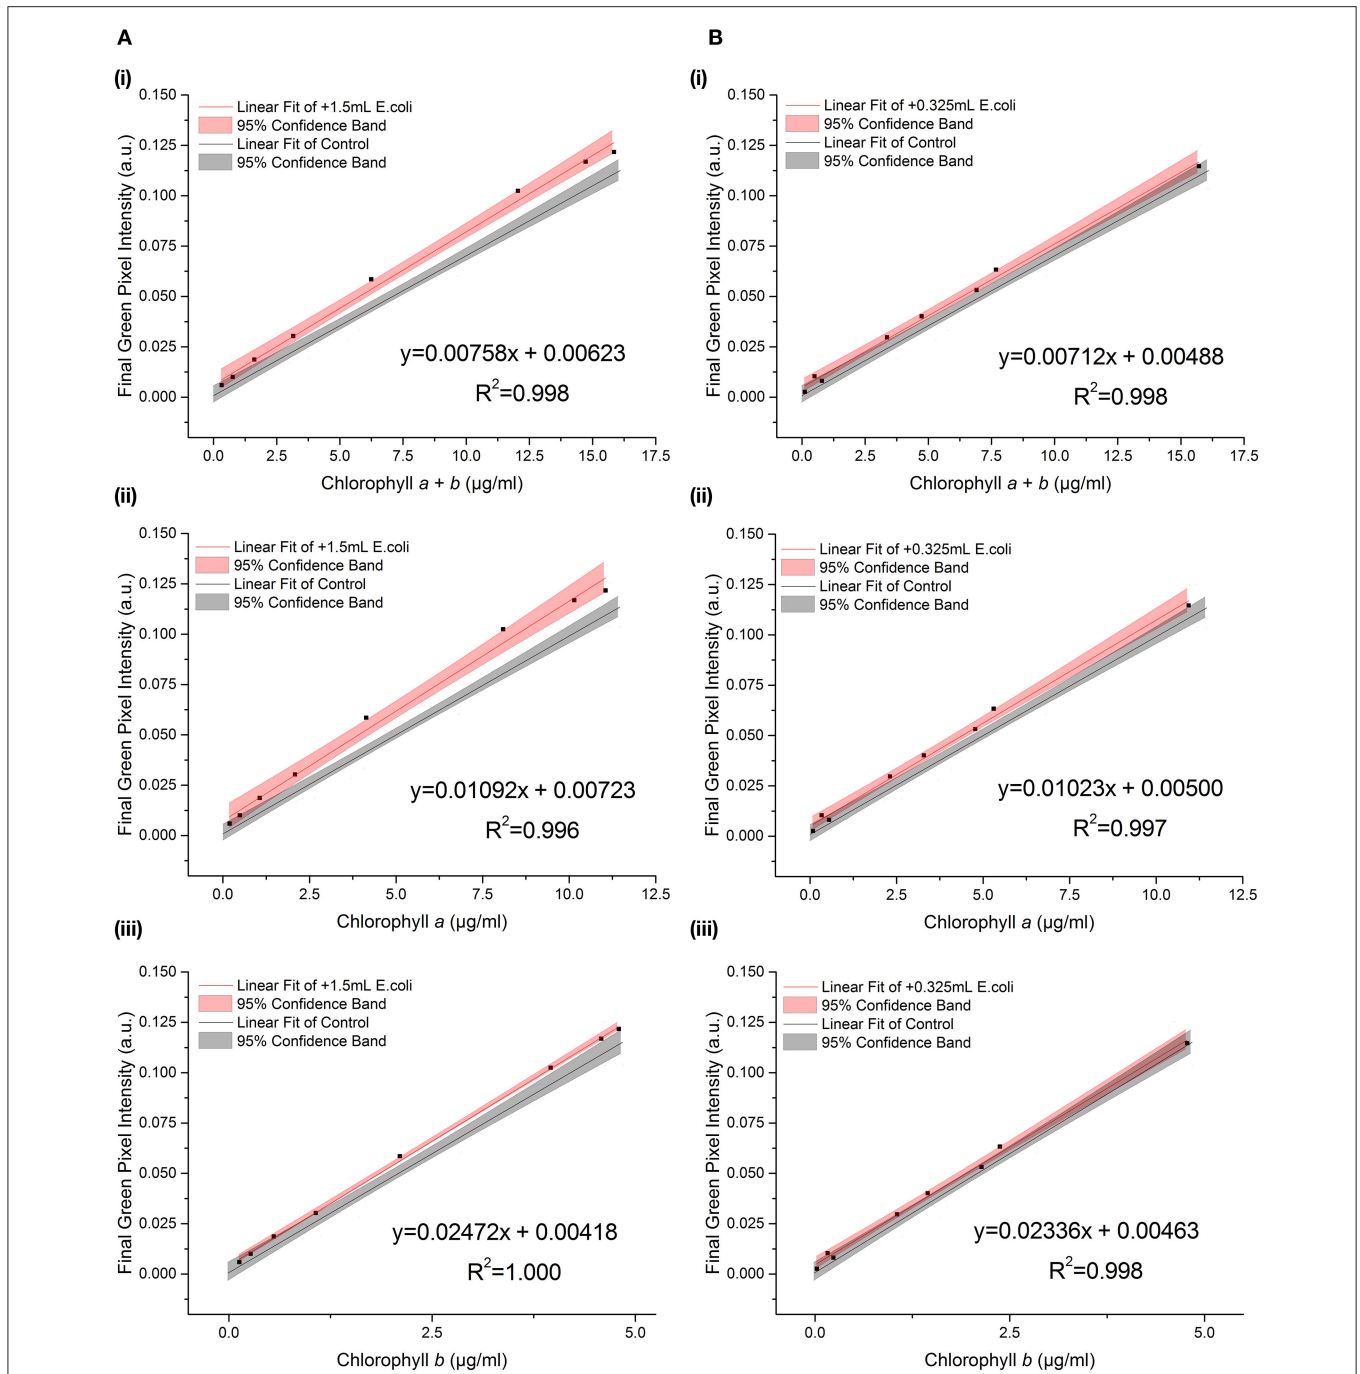 A
(i)
0.150
0.125
0.100
0.075
0.050
0.025
0.000
Final Green Pixel Intensity (a.u.)
Linear Fit of +1.5mL E.coli
95% Confidence Band
Linear Fit of Control
95% Confidence Band
y=0.00758x + 0.00623
R²=0.998
0.0 2.5 5.0 7.5 10.0 12.5 15.0 17.5
Chlorophyll a + b (µg/ml)
(ii)
0.150
0.125
0.100
0.075
0.050
0.025
0.000
Final Green Pixel Intensity (a.u.)
Linear Fit of +1.5mL E.coli
95% Confidence Band
Linear Fit of Control
95% Confidence Band
y=0.01092x + 0.00723
R²=0.996
0.0 2.5 5.0 7.5 10.0 12.5
Chlorophyll a (µg/ml)
(iii)
0.150
0.125
0.100
0.075
0.050
0.025
0.000
Final Green Pixel Intensity (a.u.)
Linear Fit of +1.5mL E.coli
95% Confidence Band
Linear Fit of Control
95% Confidence Band
y=0.02472x + 0.00418
R²=1.000
0.0 2.5 5.0
Chlorophyll b (µg/ml)
B
(i)
0.150
0.125
0.100
0.075
0.050
0.025
0.000
Final Green Pixel Intensity (a.u.)
Linear Fit of +0.325mL E.coli
95% Confidence Band
Linear Fit of Control
95% Confidence Band
y=0.00712x + 0.00488
R²=0.998
0.0 2.5 5.0 7.5 10.0 12.5 15.0 17.5
Chlorophyll a + b (µg/ml)
(ii)
0.150
0.125
0.100
0.075
0.050
0.025
0.000
Final Green Pixel Intensity (a.u.)
Linear Fit of +0.325mL E.coli
95% Confidence Band
Linear Fit of Control
95% Confidence Band
y=0.01023x + 0.00500
R²=0.997
0.0 2.5 5.0 7.5 10.0 12.5
Chlorophyll a (µg/ml)
(iii)
0.150
0.125
0.100
0.075
0.050
0.025
0.000
Final Green Pixel Intensity (a.u.)
Linear Fit of +0.325mL E.coli
95% Confidence Band
Linear Fit of Control
95% Confidence Band
y=0.02336x + 0.00463
R²=0.998
0.0 2.5 5.0
Chlorophyll b (µg/ml)